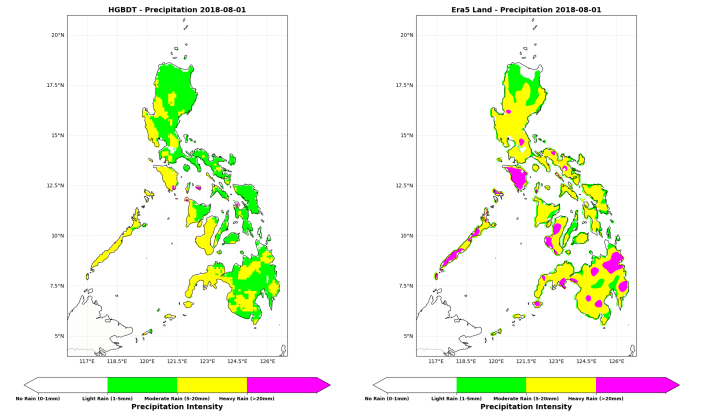 HGBDT - Precipitation 2018-08-01
20°N
17.5°N
15°N
12.5°N
10°N
7.5°N
5°N
117°E 118.5°E 120°E 121.5°E 123°E 124.5°E 126°E
No Rain (0-1mm) Light Rain (1-5mm) Moderate Rain (5-20mm) Heavy Rain (>20mm)
Precipitation Intensity
Era5 Land - Precipitation 2018-08-01
20°N
17.5°N
15°N
12.5°N
10°N
7.5°N
5°N
117°E 118.5°E 120°E 121.5°E 123°E 124.5°E 126°E
No Rain (0-1mm) Light Rain (1-5mm) Moderate Rain (5-20mm) Heavy Rain (>20mm)
Precipitation Intensity